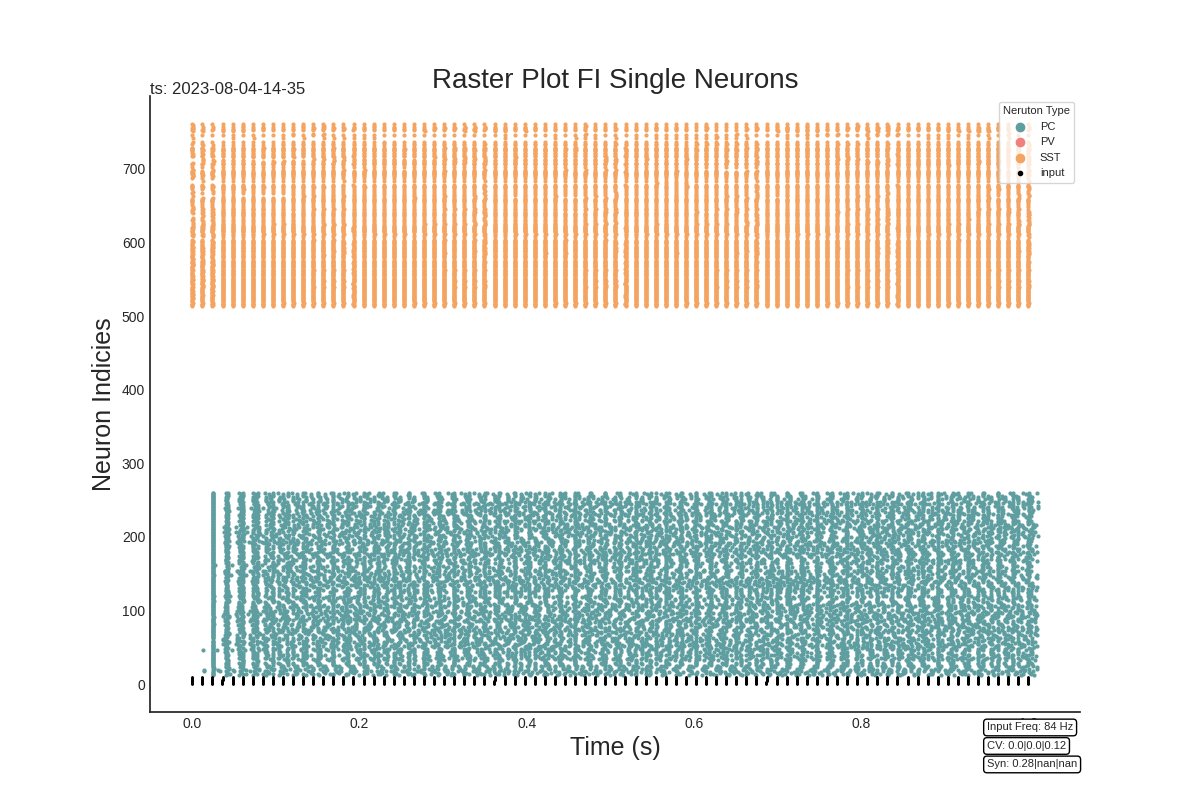 Raster Plot FI Single Neurons
ts: 2023-08-04-14-35
Neruton Type
PC
PV
SST
input
Neuron Indicies
700
600
500
400
300
200
100
0
0.0 0.2 0.4 0.6 0.8
Time (s)
Input Freq: 84 Hz
CV: 0.0|0.0|0.12
Syn: 0.28|nan|nan